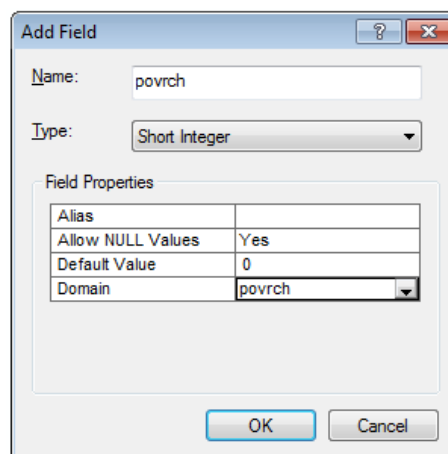 Add Field
Name: povrch
Type: Short Integer
Field Properties
Alias
Allow NULL Values Yes
Default Value 0
Domain povrch
OK Cancel